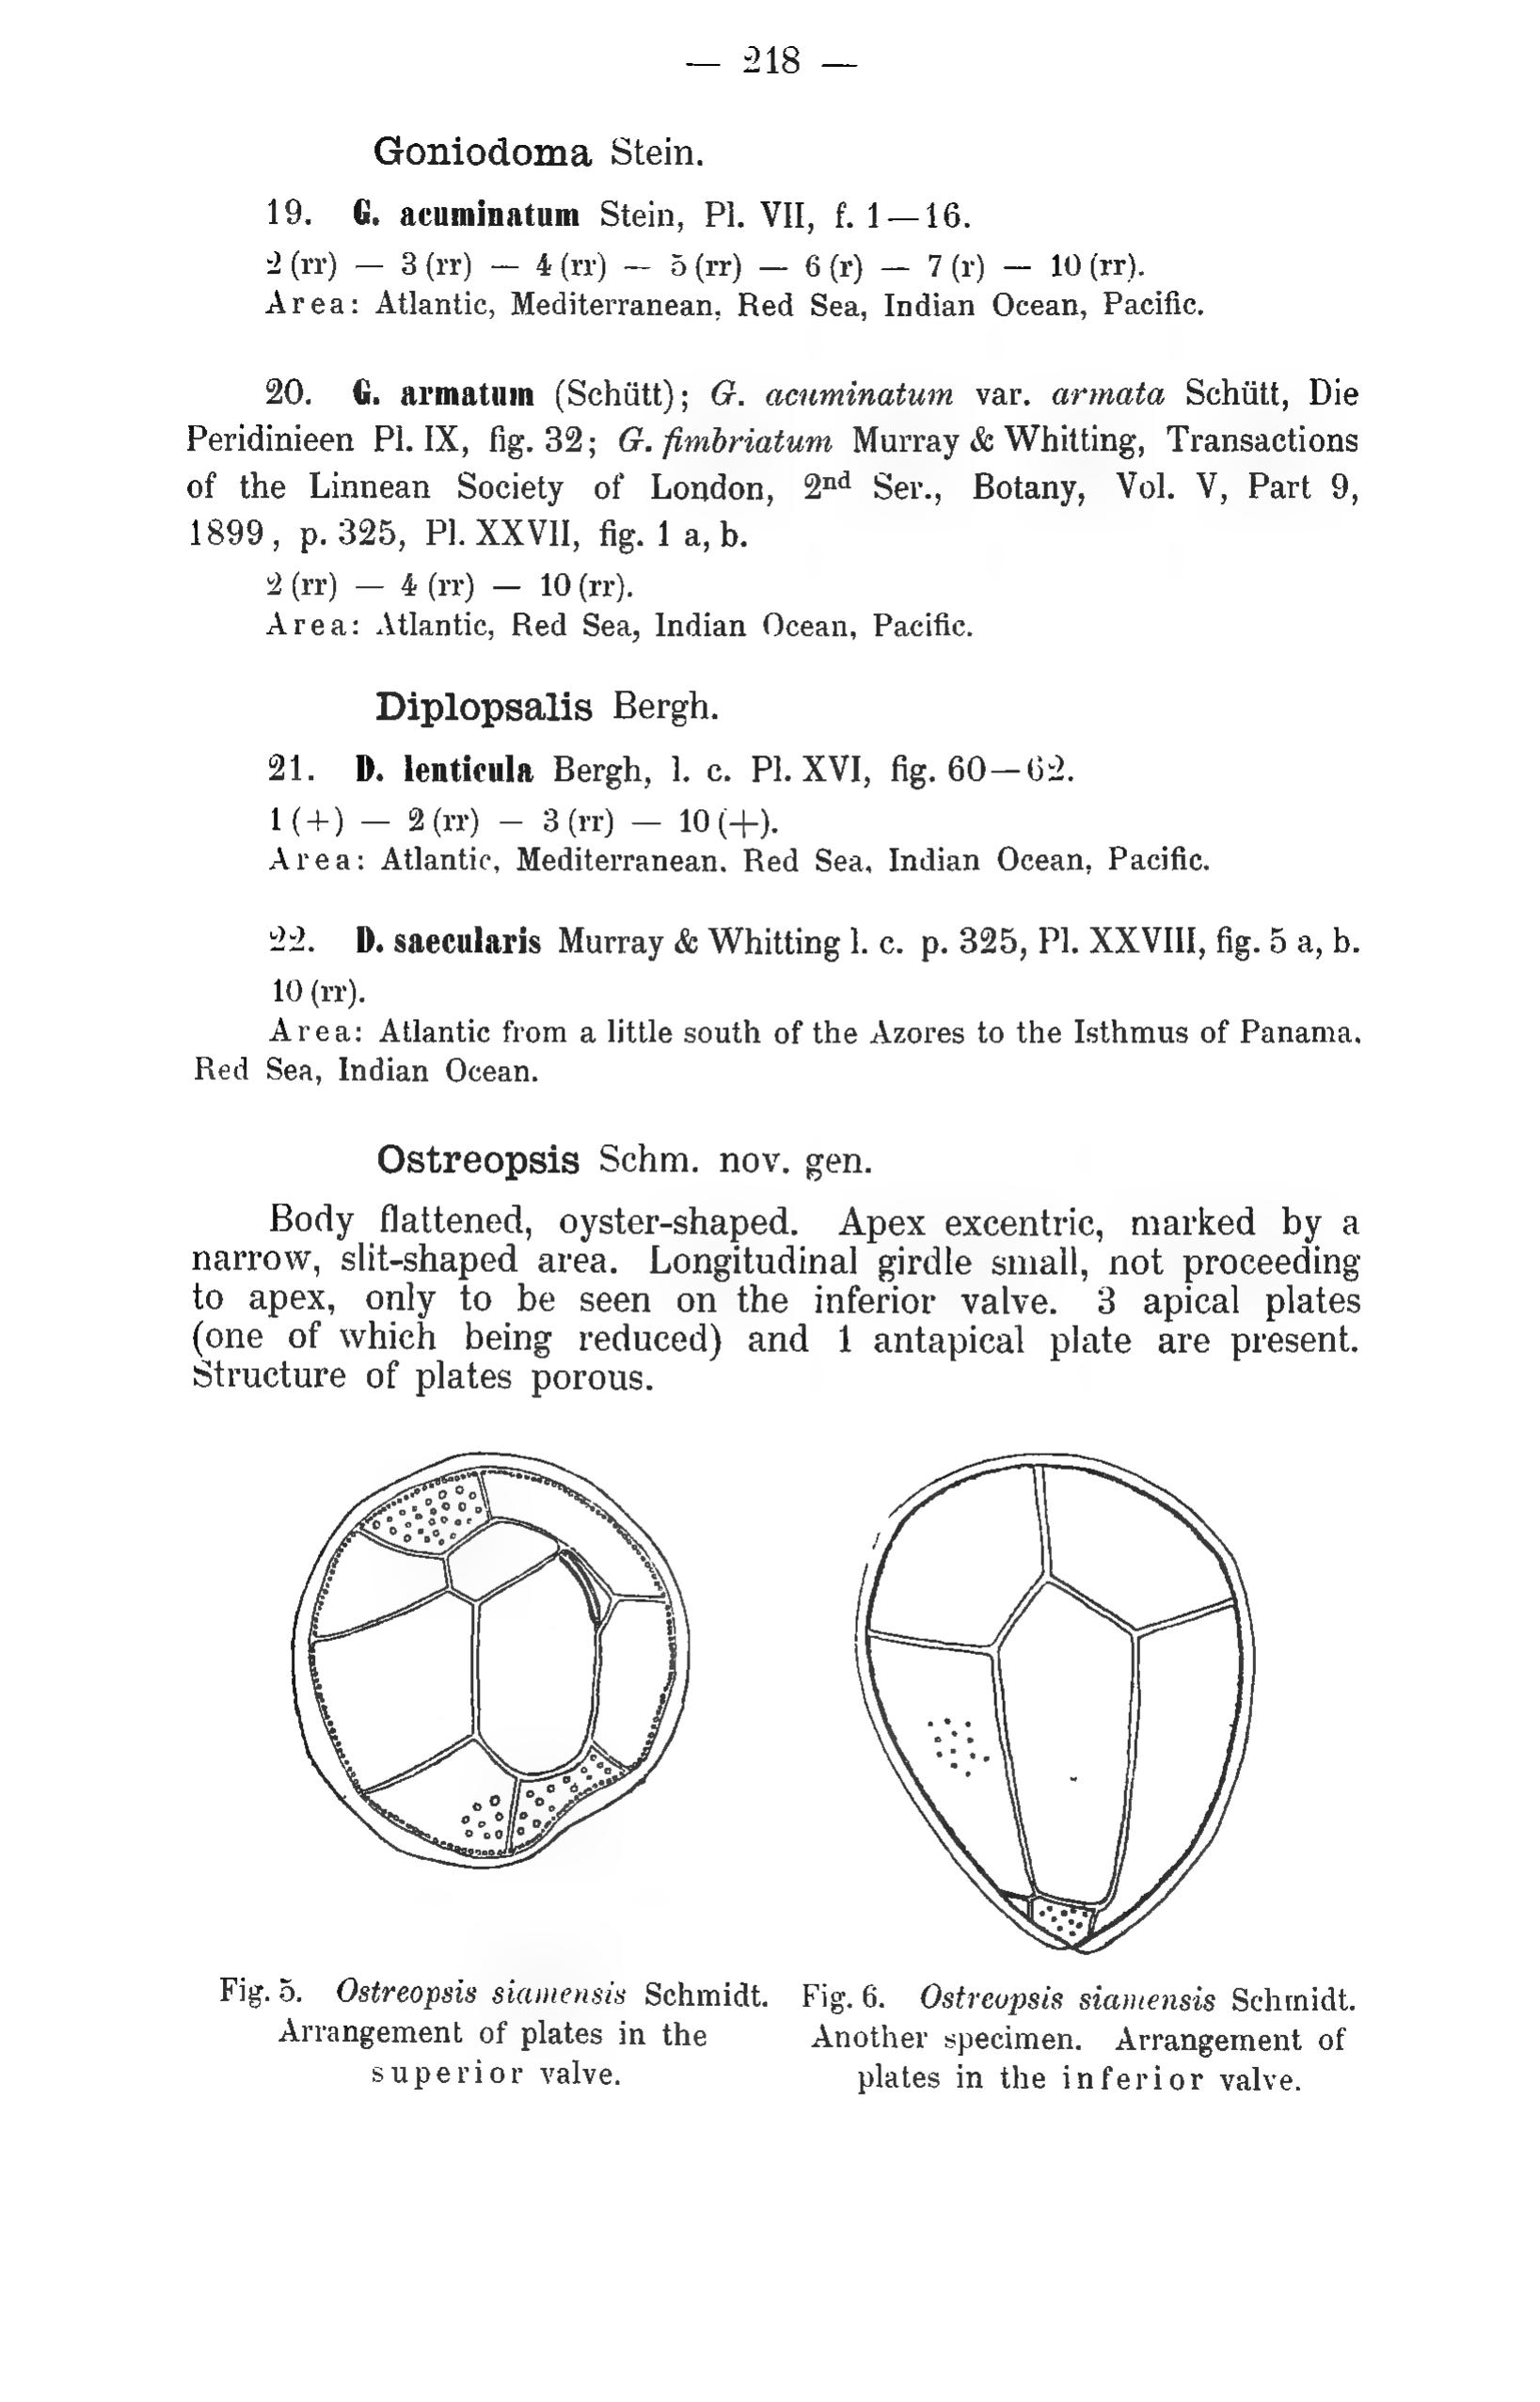 — 218 —
Goniodoma Stein.
19. G. acuminatum Stein, Pl. VII, f. 1—16.
2 (rr) — 3 (rr) — 4 (rr) — 5 (rr) — 6 (r) — 7 (r) — 10 (rr).
Area: Atlantic, Mediterranean, Red Sea, Indian Ocean, Pacific.
20. G. armatum (Schütt); G. acuminatum var. armata Schütt, Die
Peridinieen Pl. IX, fig. 32; G. fimbriatum Murray & Whitting, Transactions
of the Linnean Society of London, 2nd Ser., Botany, Vol. V, Part 9,
1899, p. 325, Pl. XXVII, fig. 1 a, b.
2 (rr) — 4 (rr) — 10 (rr).
Area: Atlantic, Red Sea, Indian Ocean, Pacific.
Diplopsalis Bergh.
21. D. lenticula Bergh, l. c. Pl. XVI, fig. 60—62.
1 (+) — 2 (rr) — 3 (rr) — 10 (+).
Area: Atlantic, Mediterranean. Red Sea, Indian Ocean, Pacific.
22. D. saecularis Murray & Whitting l. c. p. 325, Pl. XXVIII, fig. 5 a, b.
10 (rr).
Area: Atlantic from a little south of the Azores to the Isthmus of Panama.
Red Sea, Indian Ocean.
Ostreopsis Schm. nov. gen.
Body flattened, oyster-shaped. Apex excentric, marked by a
narrow, slit-shaped area. Longitudinal girdle small, not proceeding
to apex, only to be seen on the inferior valve. 3 apical plates
(one of which being reduced) and 1 antapical plate are present.
Structure of plates porous.
Fig. 5. Ostreopsis siamensis Schmidt.
Arrangement of plates in the
superior valve.
Fig. 6. Ostreopsis siamensis Schmidt.
Another specimen. Arrangement of
plates in the inferior valve.